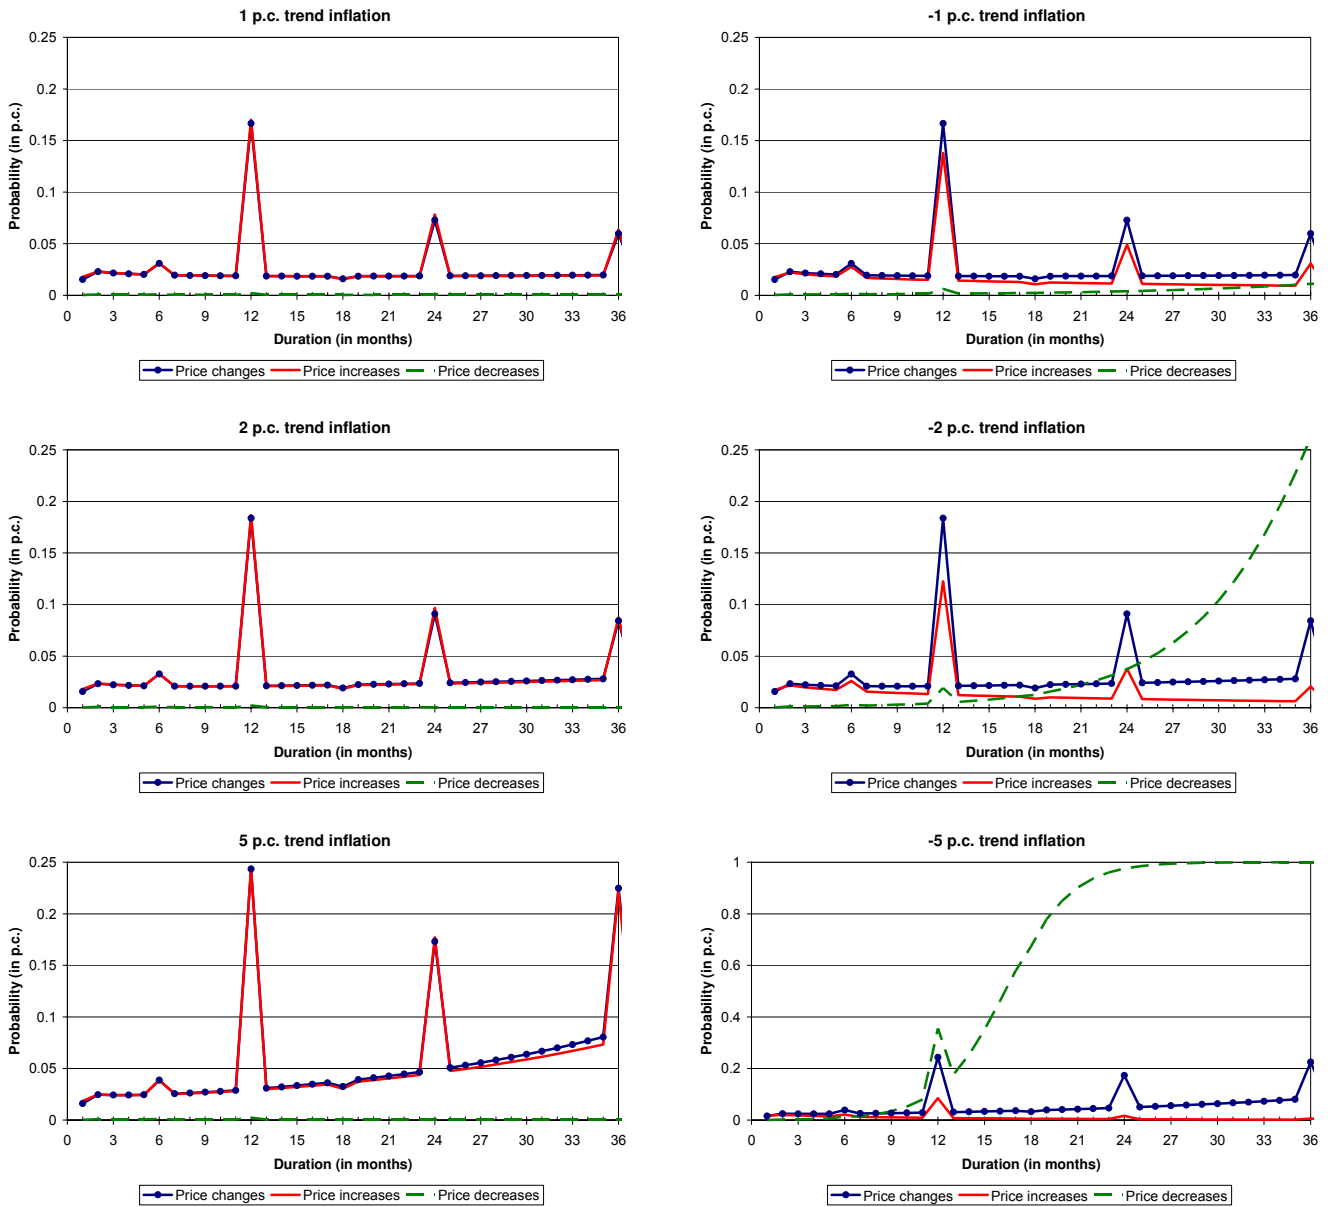 1 p.c. trend inflation
Probability (in p.c.)
0.25
0.2
0.15
0.1
0.05
0
0 3 6 9 12 15 18 21 24 27 30 33 36
Duration (in months)
Price changes Price increases Price decreases
-1 p.c. trend inflation
Probability (in p.c.)
0.25
0.2
0.15
0.1
0.05
0
0 3 6 9 12 15 18 21 24 27 30 33 36
Duration (in months)
Price changes Price increases Price decreases
2 p.c. trend inflation
Probability (in p.c.)
0.25
0.2
0.15
0.1
0.05
0
0 3 6 9 12 15 18 21 24 27 30 33 36
Duration (in months)
Price changes Price increases Price decreases
-2 p.c. trend inflation
Probability (in p.c.)
0.25
0.2
0.15
0.1
0.05
0
0 3 6 9 12 15 18 21 24 27 30 33 36
Duration (in months)
Price changes Price increases Price decreases
5 p.c. trend inflation
Probability (in p.c.)
0.25
0.2
0.15
0.1
0.05
0
0 3 6 9 12 15 18 21 24 27 30 33 36
Duration (in months)
Price changes Price increases Price decreases
-5 p.c. trend inflation
Probability (in p.c.)
1
0.8
0.6
0.4
0.2
0
0 3 6 9 12 15 18 21 24 27 30 33 36
Duration (in months)
Price changes Price increases Price decreases